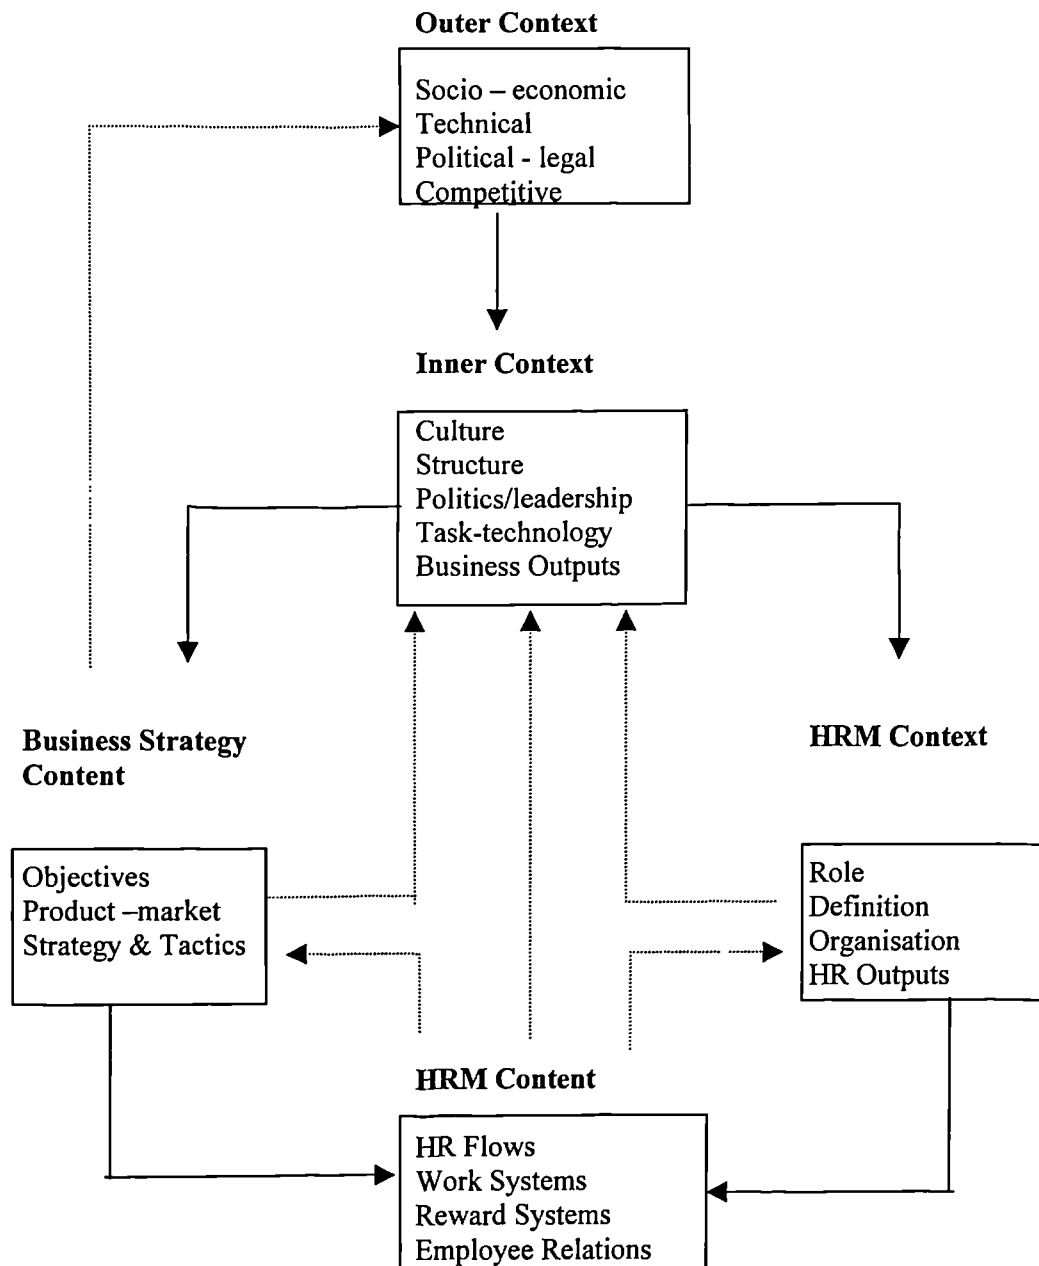 Outer Context
Socio – economic
Technical
Political - legal
Competitive
Inner Context
Culture
Structure
Politics/leadership
Task-technology
Business Outputs
Business Strategy
Content
HRM Context
Objectives
Product –market
Strategy & Tactics
Role
Definition
Organisation
HR Outputs
HRM Content
HR Flows
Work Systems
Reward Systems
Employee Relations